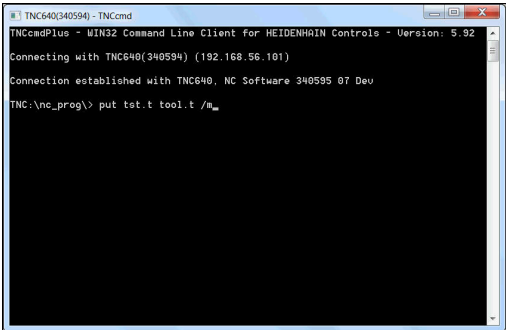 TNC640(340594) - TNCcmd
TNCcmdPlus - WIN32 Command Line Client for HEIDENHAIN Controls - Version: 5.92
Connecting with TNC640(340594) (192.168.56.101)
Connection established with TNC640, NC Software 340595 07 Dev
TNC:\nc_prog\> put tst.t tool.t /m_